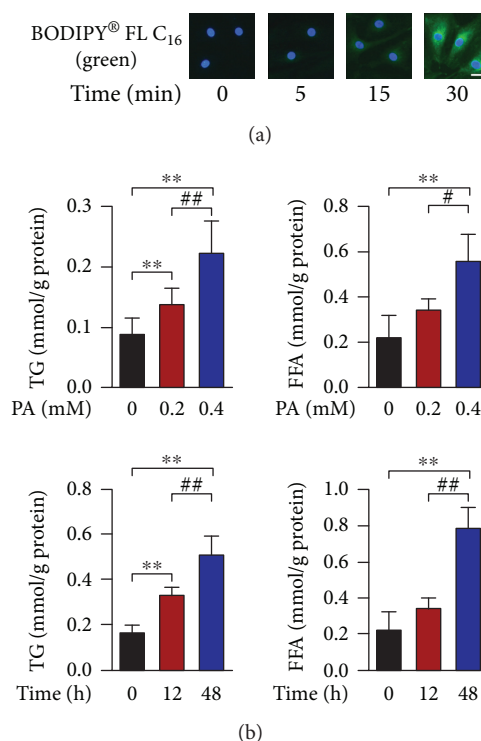 BODIPY® FL C16
(green)
Time (min) 0 5 15 30
(a)
** **
## #
**
TG (mmol/g protein) 0.3 0.2 0.1 0.0
PA (mM) 0 0.2 0.4
FFA (mmol/g protein) 0.8 0.6 0.4 0.2 0.0
PA (mM) 0 0.2 0.4
** **
## ##
**
TG (mmol/g protein) 0.8 0.6 0.4 0.2 0.0
Time (h) 0 12 48
FFA (mmol/g protein) 1.0 0.8 0.6 0.4 0.2 0.0
Time (h) 0 12 48
(b)